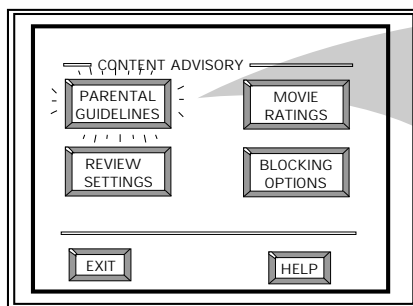 CONTENT ADVISORY
PARENTAL
GUIDELINES
MOVIE
RATINGS
REVIEW
SETTINGS
BLOCKING
OPTIONS
EXIT
HELP